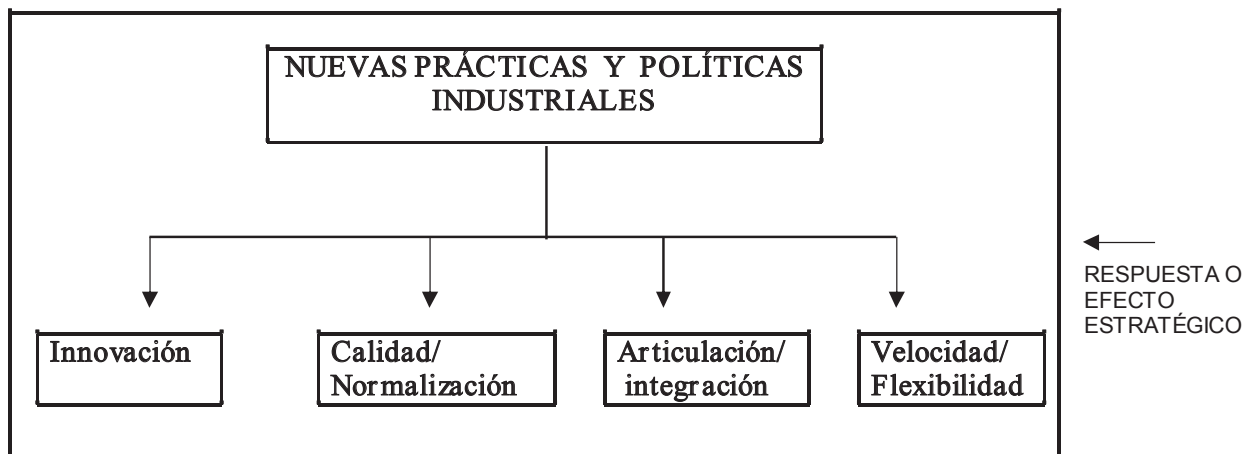 NUEVAS PRÁCTICAS Y POLÍTICAS
INDUSTRIALES
Innovación
Calidad/
Normalización
Articulación/
integración
Velocidad/
Flexibilidad
RESPUESTA O
EFECTO
ESTRATÉGICO